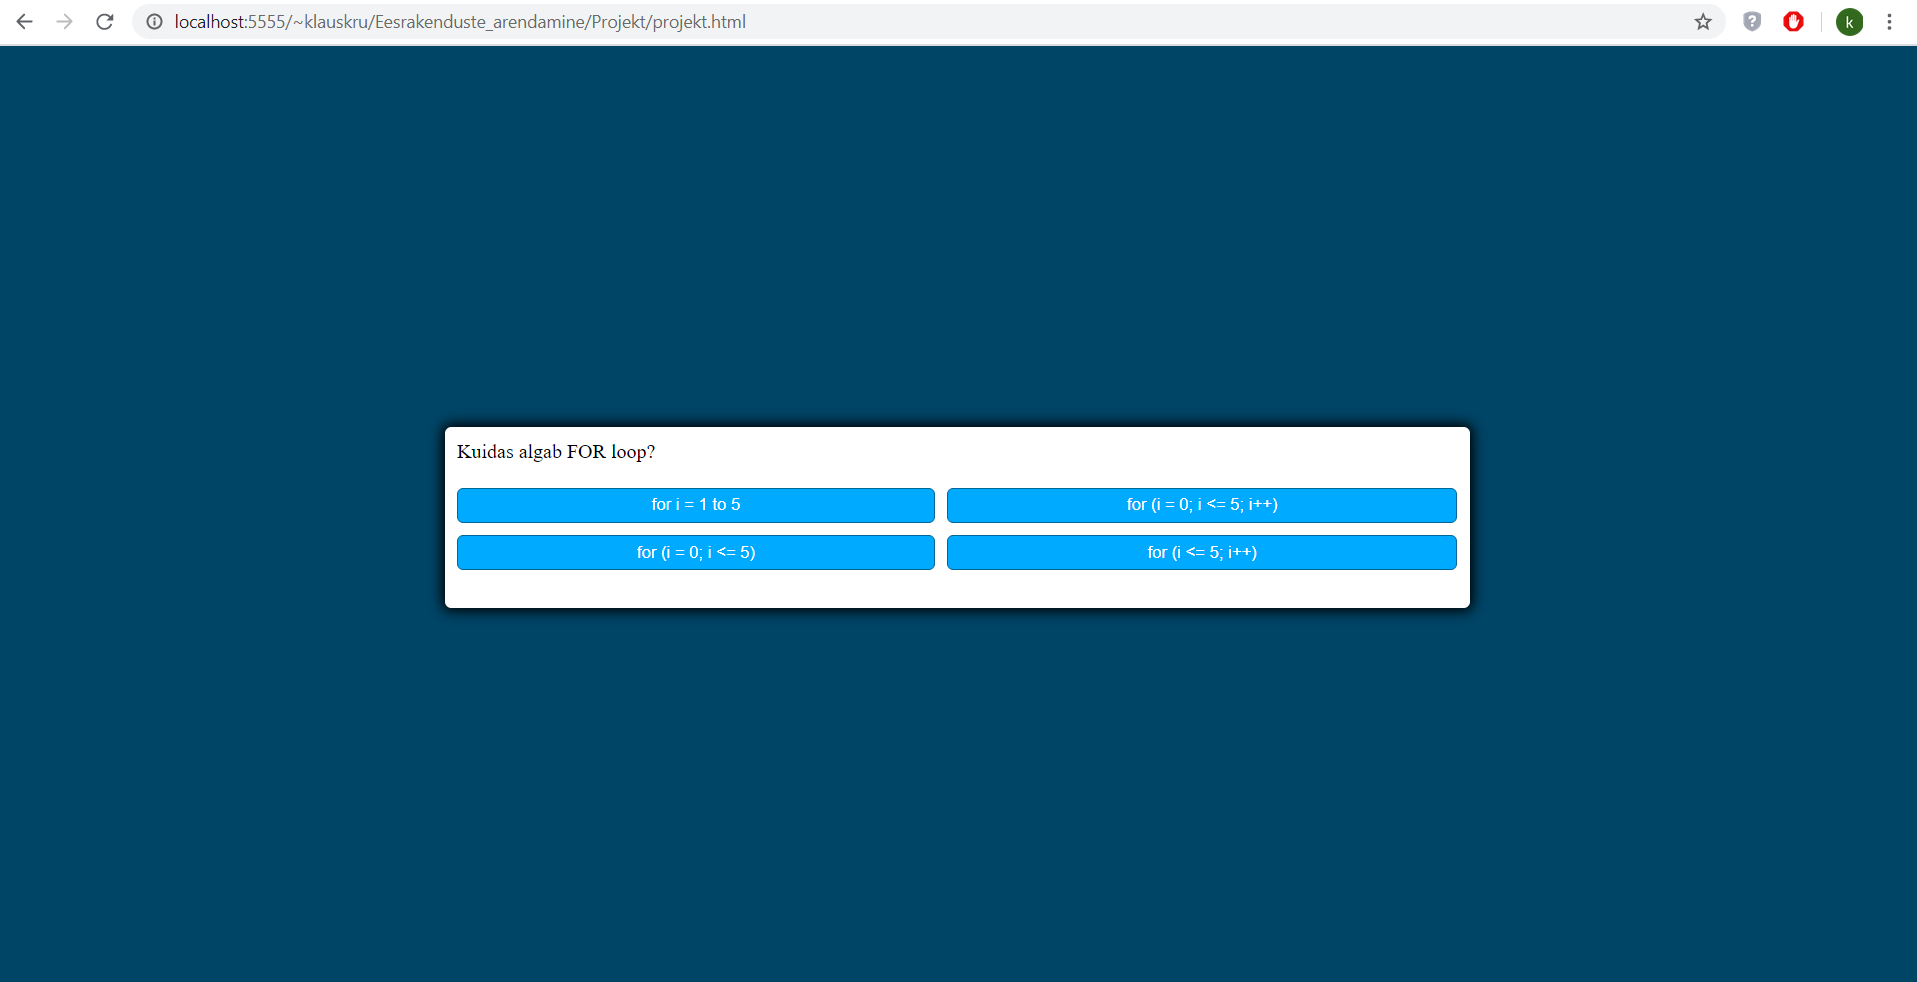 localhost:5555/~klauskru/Eesrakenduste_arendamine/Projekt/projekt.html
k
Kuidas algab FOR loop?
for i = 1 to 5
for (i = 0; i <= 5; i++)
for (i = 0; i <= 5)
for (i <= 5; i++)